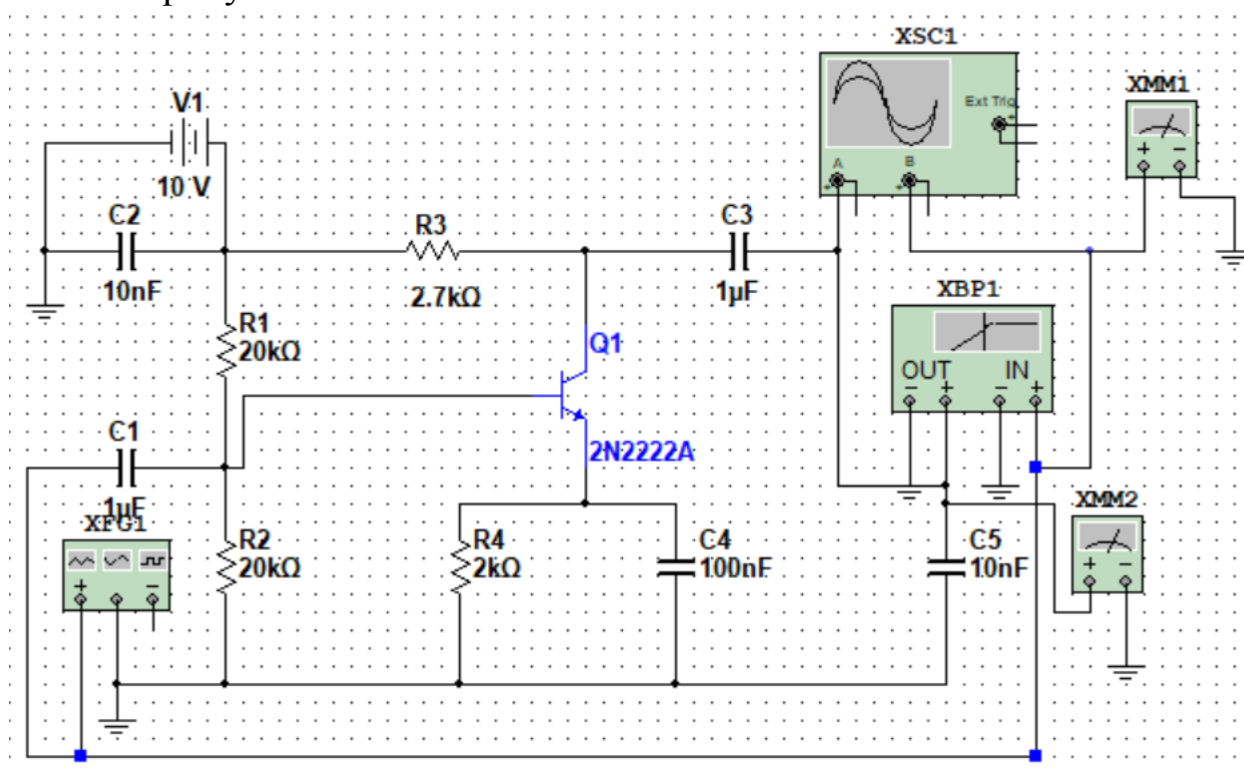 XSC1
Ext Trig
+
A
B
+
+
XMM1
+ −
V1
10 V
C2
10nF
R3
2.7kΩ
C3
1µF
XBP1
OUT IN
− + − +
R1
20kΩ
Q1
2N2222A
C1
1µF
XFG1
+ −
R2
20kΩ
R4
2kΩ
C4
100nF
C5
10nF
XMM2
+ −